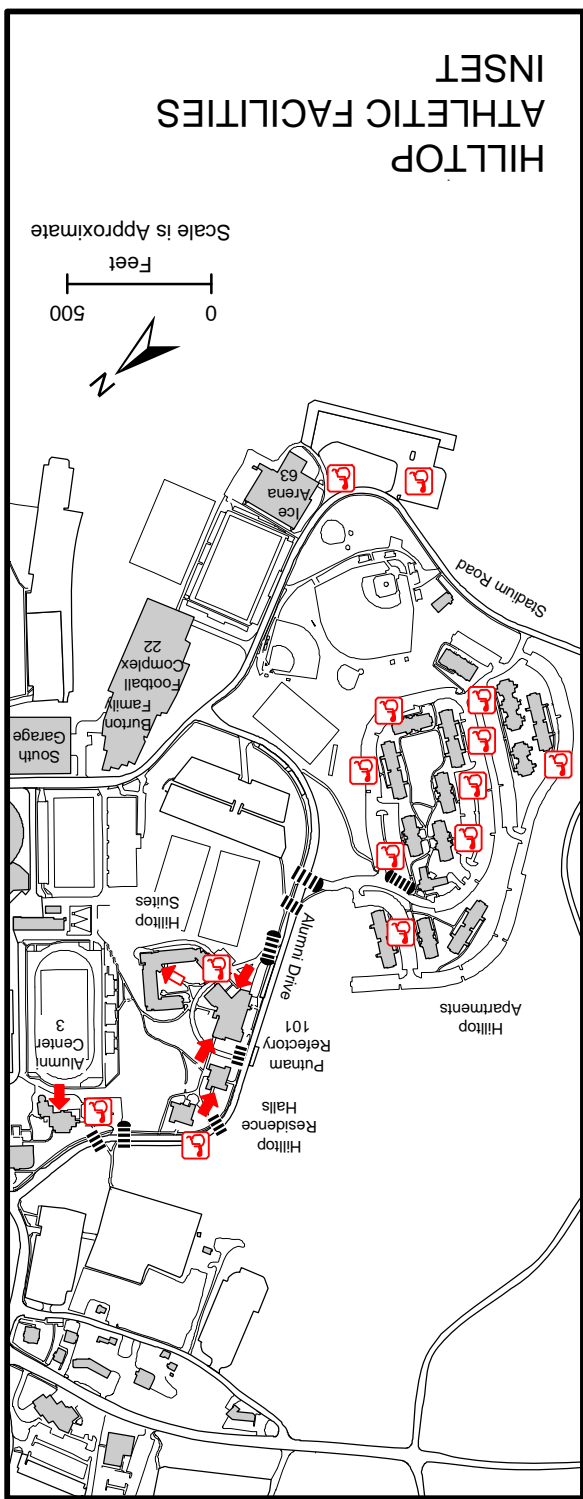 HILLTOP
ATHLETIC FACILITIES
INSET
Scale is Approximate
Feet
0
500
N
Ice
Arena
63
Stadium Road
Burton
Family
Football
Complex
22
South
Garage
Hilltop
Suites
Alumni Drive
Hilltop
Apartments
Alumni
Center
3
Putnam
Refectory
101
Hilltop
Residence
Halls